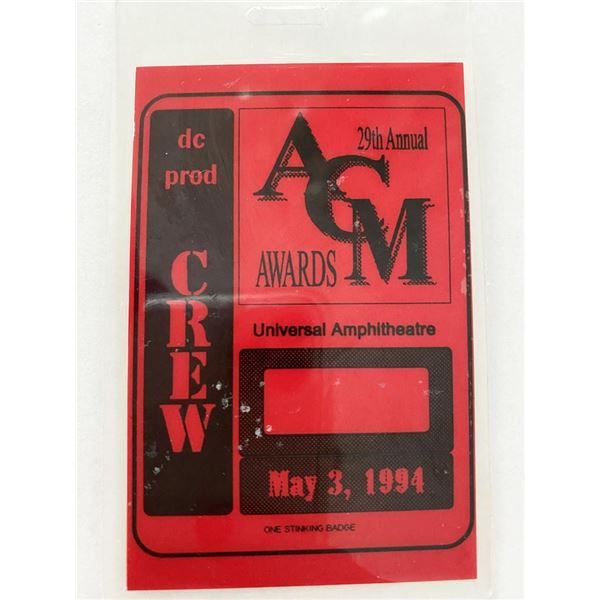 dc
prod
CREW
29th Annual
ACM
AWARDS
Universal Amphitheatre
May 3, 1994
ONE STINKING BADGE